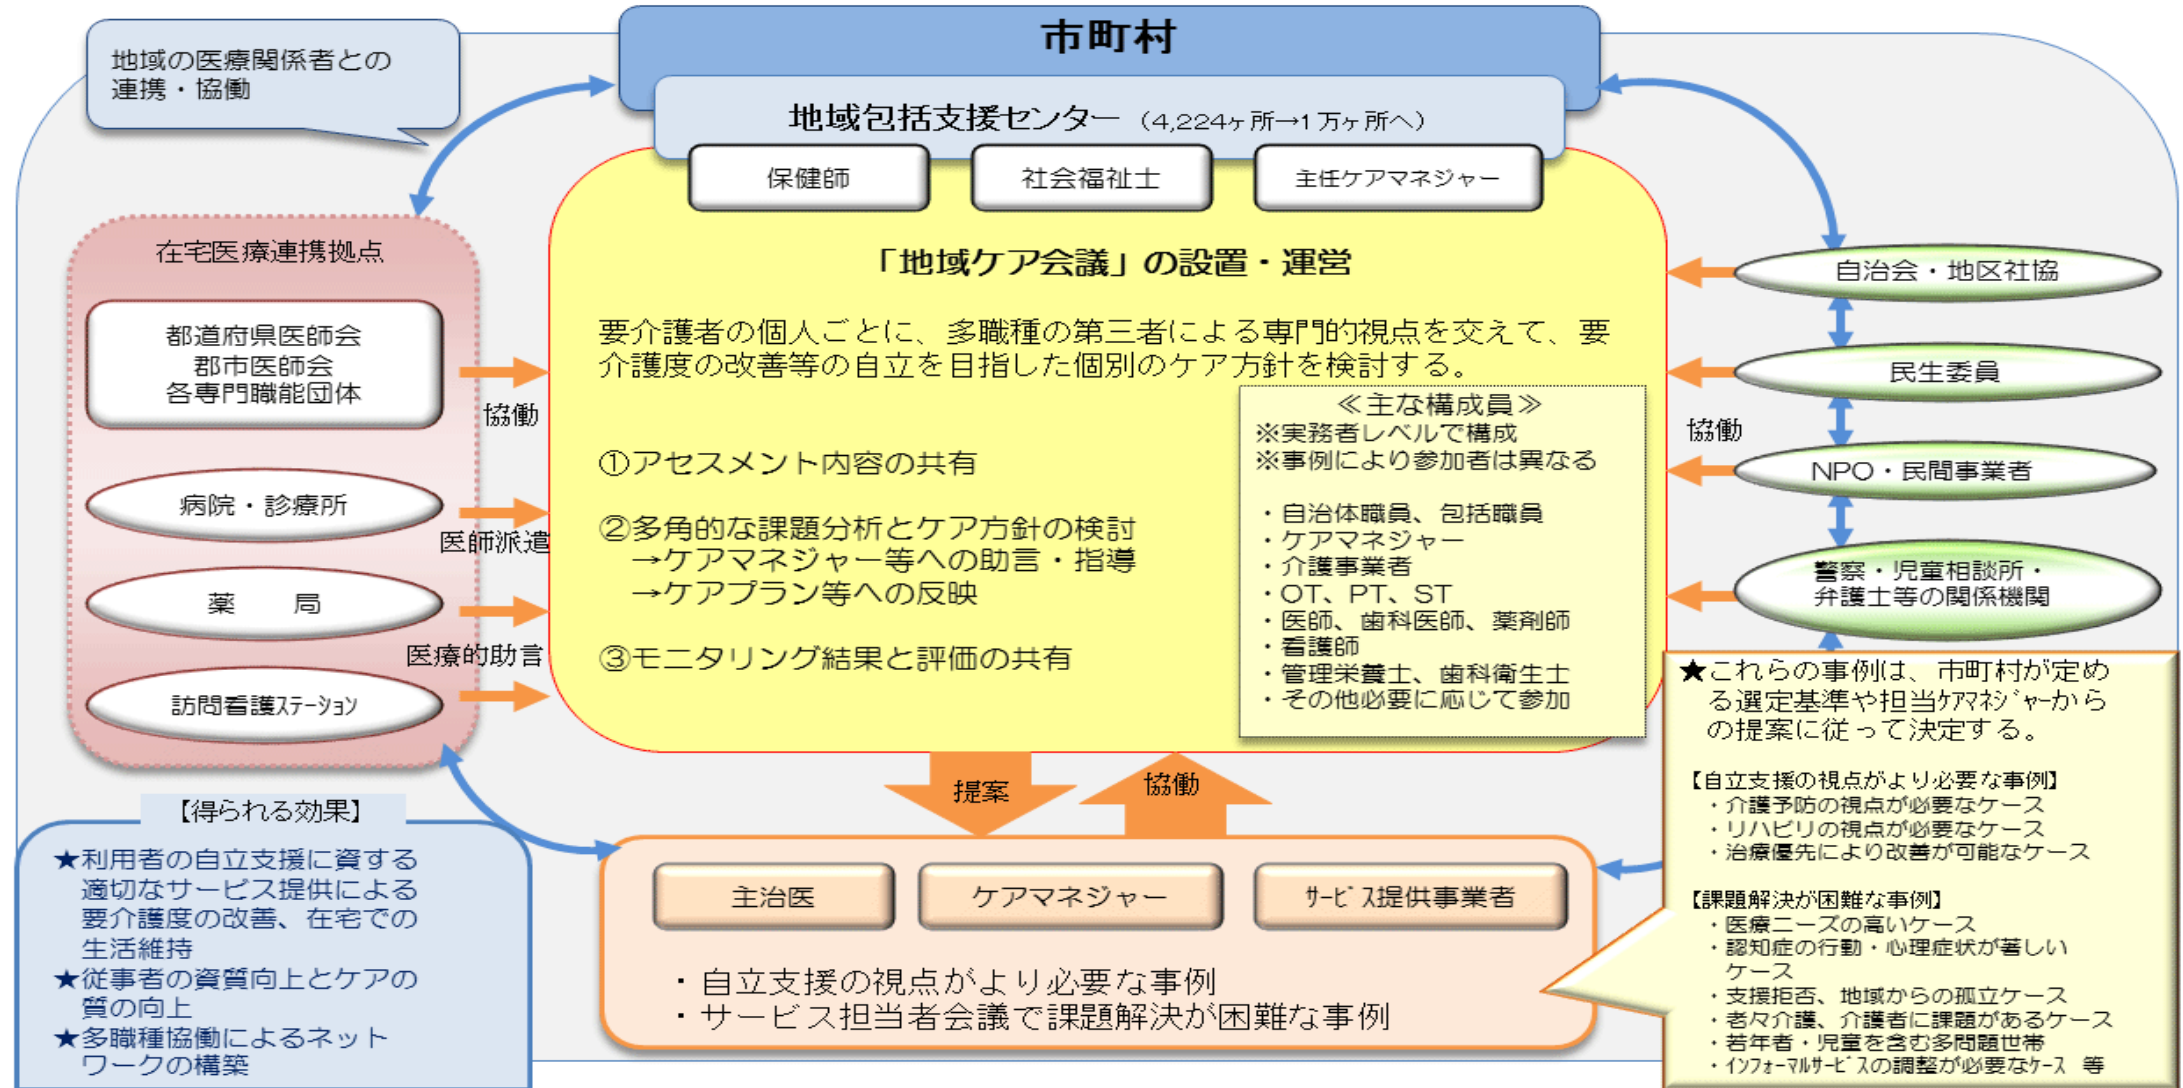 市町村
地域の医療関係者との
連携・協働
地域包括支援センター（4,224ヶ所→1万ヶ所へ）
保健師
社会福祉士
主任ケアマネジャー
在宅医療連携拠点
都道府県医師会
郡市医師会
各専門職能団体
病院・診療所
薬　局
訪問看護ステーション
協働
医師派遣
医療的助言
「地域ケア会議」の設置・運営
要介護者の個人ごとに、多職種の第三者による専門的視点を交えて、要
介護度の改善等の自立を目指した個別のケア方針を検討する。
①アセスメント内容の共有
②多角的な課題分析とケア方針の検討
→ケアマネジャー等への助言・指導
→ケアプラン等への反映
③モニタリング結果と評価の共有
≪主な構成員≫
※実務者レベルで構成
※事例により参加者は異なる
・自治体職員、包括職員
・ケアマネジャー
・介護事業者
・OT、PT、ST
・医師、歯科医師、薬剤師
・看護師
・管理栄養士、歯科衛生士
・その他必要に応じて参加
自治会・地区社協
民生委員
協働
NPO・民間事業者
警察・児童相談所・
弁護士等の関係機関
提案
協働
主治医
ケアマネジャー
サービス提供事業者
・自立支援の視点がより必要な事例
・サービス担当者会議で課題解決が困難な事例
【得られる効果】
★利用者の自立支援に資する
適切なサービス提供による
要介護度の改善、在宅での
生活維持
★従事者の資質向上とケアの
質の向上
★多職種協働によるネット
ワークの構築
★これらの事例は、市町村が定め
る選定基準や担当ケアマネジャーから
の提案に従って決定する。
【自立支援の視点がより必要な事例】
・介護予防の視点が必要なケース
・リハビリの視点が必要なケース
・治療優先により改善が可能なケース
【課題解決が困難な事例】
・医療ニーズの高いケース
・認知症の行動・心理症状が著しい
ケース
・支援拒否、地域からの孤立ケース
・老々介護、介護者に課題があるケース
・若年者・児童を含む多問題世帯
・インフォーマルサービスの調整が必要なケース　等